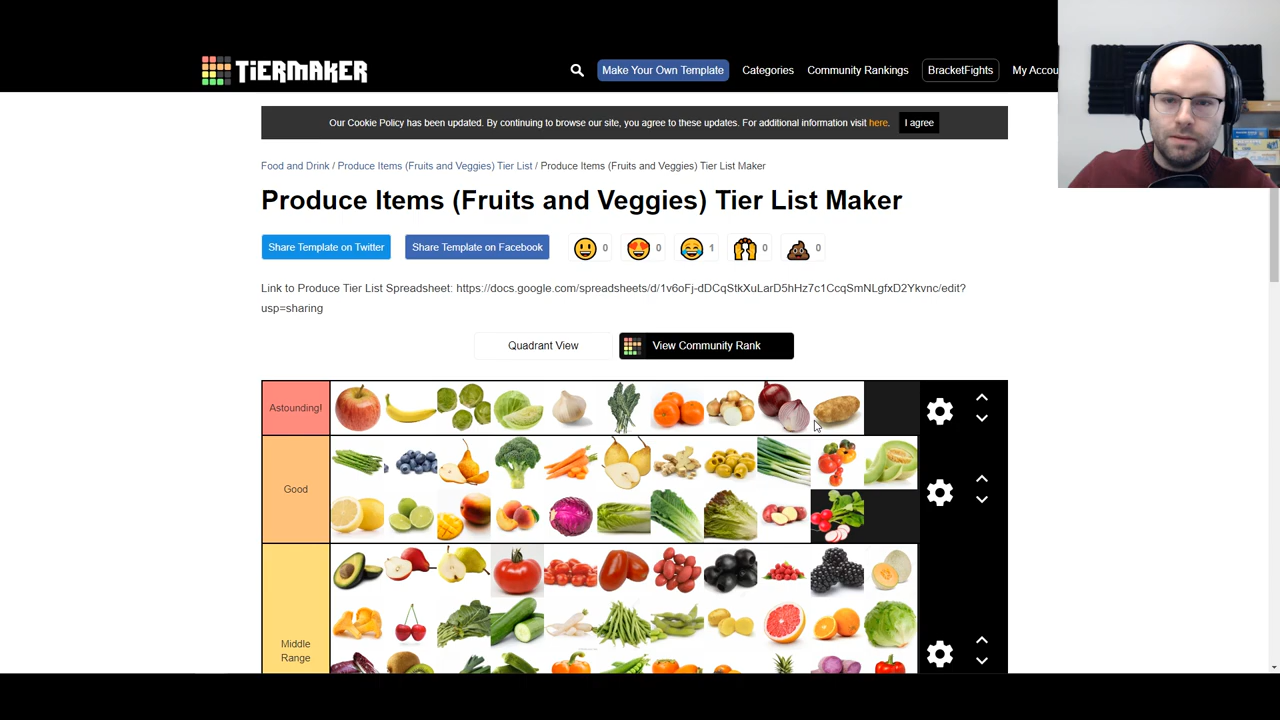 TiERMAKER
Make Your Own Template
Categories
Community Rankings
BracketFights
My Accou
Our Cookie Policy has been updated. By continuing to browse our site, you agree to these updates. For additional information visit here.
I agree
Food and Drink / Produce Items (Fruits and Veggies) Tier List / Produce Items (Fruits and Veggies) Tier List Maker
Produce Items (Fruits and Veggies) Tier List Maker
Share Template on Twitter
Share Template on Facebook
0
0
1
0
0
Link to Produce Tier List Spreadsheet: https://docs.google.com/spreadsheets/d/1v6oFj-dDCqStkXuLarD5hHz7c1CcqSmNLgfxD2Ykvnc/edit?
usp=sharing
Quadrant View
View Community Rank
Astounding!
Good
Middle
Range